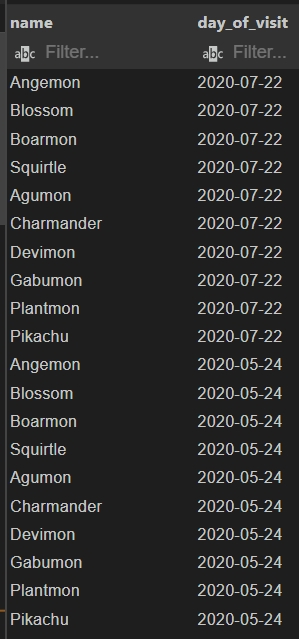 name day_of_visit
abc Filter... abc Filter...
Angemon 2020-07-22
Blossom 2020-07-22
Boarmon 2020-07-22
Squirtle 2020-07-22
Agumon 2020-07-22
Charmander 2020-07-22
Devimon 2020-07-22
Gabumon 2020-07-22
Plantmon 2020-07-22
Pikachu 2020-07-22
Angemon 2020-05-24
Blossom 2020-05-24
Boarmon 2020-05-24
Squirtle 2020-05-24
Agumon 2020-05-24
Charmander 2020-05-24
Devimon 2020-05-24
Gabumon 2020-05-24
Plantmon 2020-05-24
Pikachu 2020-05-24